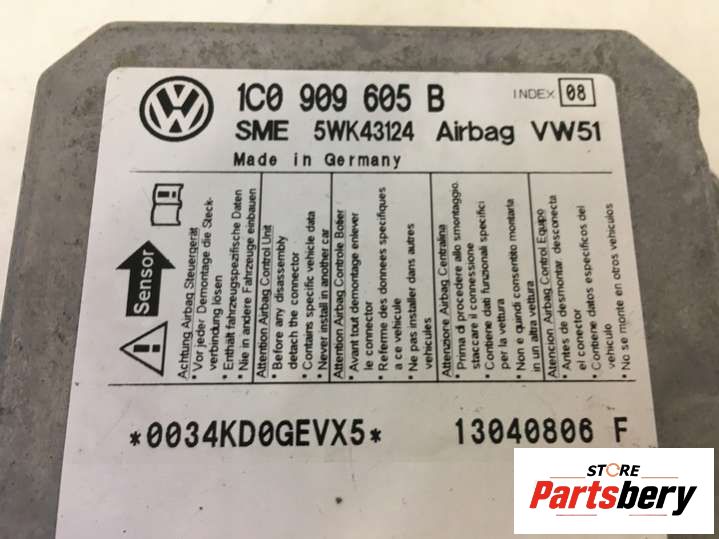 1C0 909 605 B
INDEX 08
SME 5WK43124 Airbag VW51
Made in Germany
Sensor
Achtung Airbag Steuergerät
• Vor jeder Demontage die Steck-
verbindung lösen
• Enthält fahrzeugspezifische Daten
• Nie in andere Fahrzeuge einbauen
Attention Airbag Control Unit
• Before any disassembly
detach the connector
• Contains specific vehicle data
• Never install in another car
Attention Airbag Controle Boîter
• Avant tout demontage enlever
le connector
• Referme des donnees specifiques
a ce vehicule
• Ne pas installer dans autres
vehicules
Attenzione Airbag Centralina
• Prima di procedere allo smontaggio
staccare il connessione
• Contiene dati funzionali specifici
per la vettura
• Non e quindi consentito montarla
in un altra vettura
Atencion Airbag Control Equipo
• Antes de desmontar desconecta
el conector
• Contiene datos especificos del
vehiculo
• No se monte en otros vehiculos
*0034KD0GEVX5*
13040806 F
STORE
Partsbery